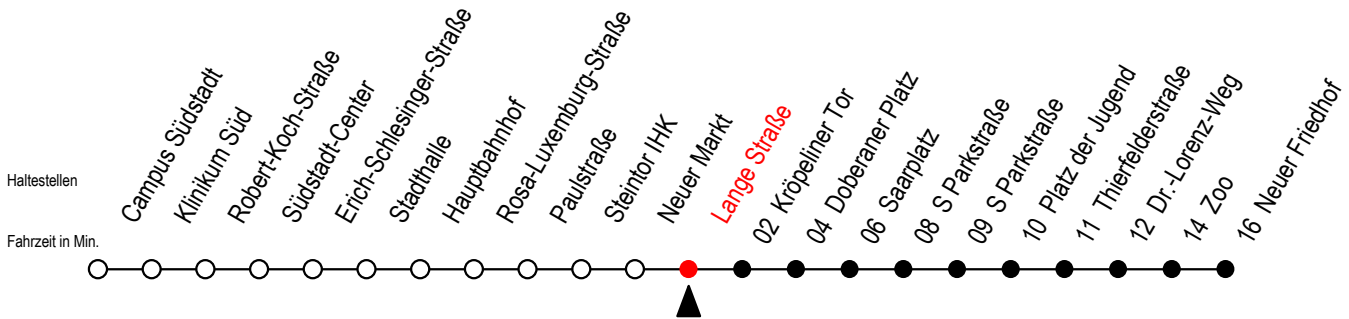 Haltestellen
Fahrzeit in Min.
Campus Südstadt
Klinikum Süd
Robert-Koch-Straße
Südstadt-Center
Erich-Schlesinger-Straße
Stadthalle
Hauptbahnhof
Rosa-Luxemburg-Straße
Paulstraße
Steintor IHK
Neuer Markt
Lange Straße
02 Kröpeliner Tor
04 Doberaner Platz
06 Saarplatz
08 S Parkstraße
09 S Parkstraße
10 Platz der Jugend
11 Thierfelderstraße
12 Dr.-Lorenz-Weg
14 Zoo
16 Neuer Friedhof